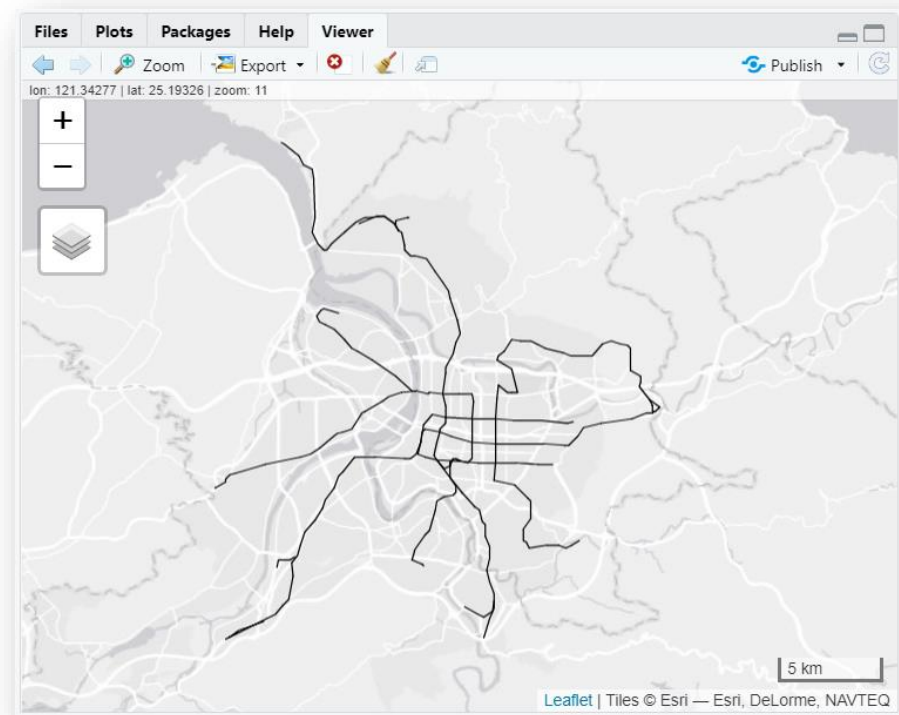 Files Plots Packages Help Viewer
Zoom Export Publish
lon: 121.34277 | lat: 25.19326 | zoom: 11
+
−
5 km
Leaflet | Tiles © Esri — Esri, DeLorme, NAVTEQ